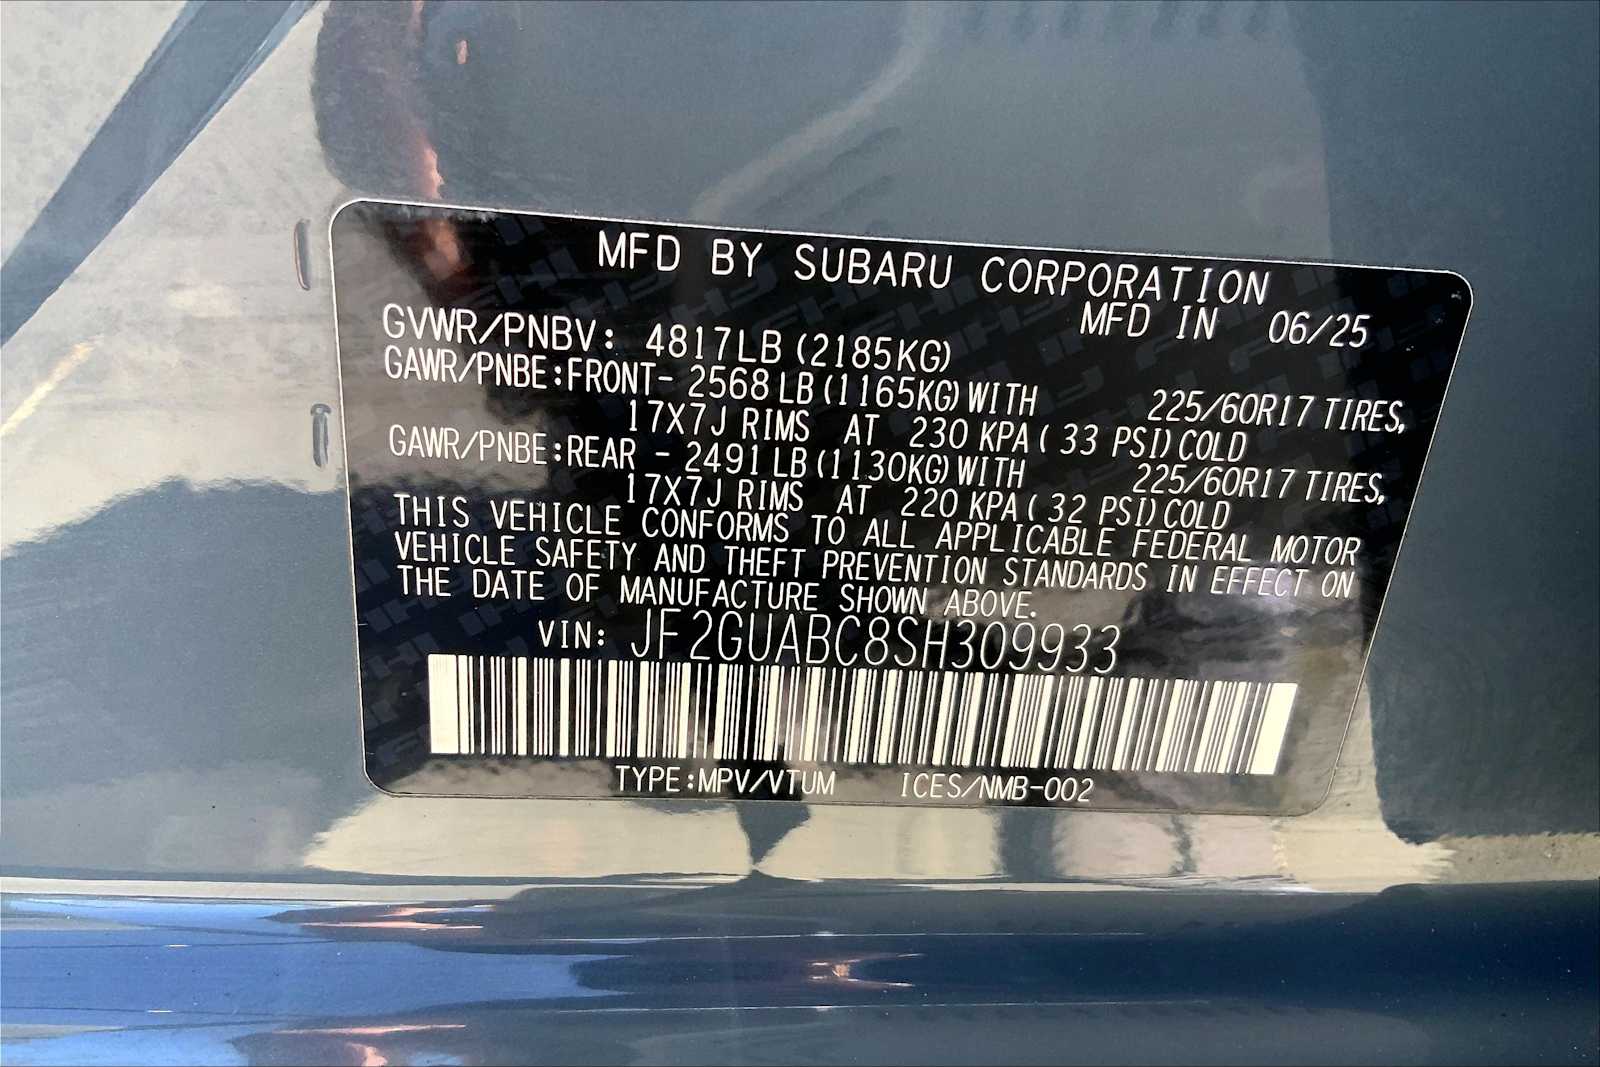 MFD BY SUBARU CORPORATION
MFD IN 06/25
GVWR/PNBV: 4817LB (2185KG)
GAWR/PNBE:FRONT- 2568 LB(1165KG)WITH 225/60R17 TIRES,
17X7J RIMS AT 230 KPA( 33 PSI)COLD
GAWR/PNBE:REAR - 2491 LB(1130KG)WITH 225/60R17 TIRES,
17X7J RIMS AT 220 KPA( 32 PSI)COLD
THIS VEHICLE CONFORMS TO ALL APPLICABLE FEDERAL MOTOR
VEHICLE SAFETY AND THEFT PREVENTION STANDARDS IN EFFECT ON
THE DATE OF MANUFACTURE SHOWN ABOVE.
VIN: JF2GUABC8SH309933
TYPE:MPV/VTUM ICES/NMB-002